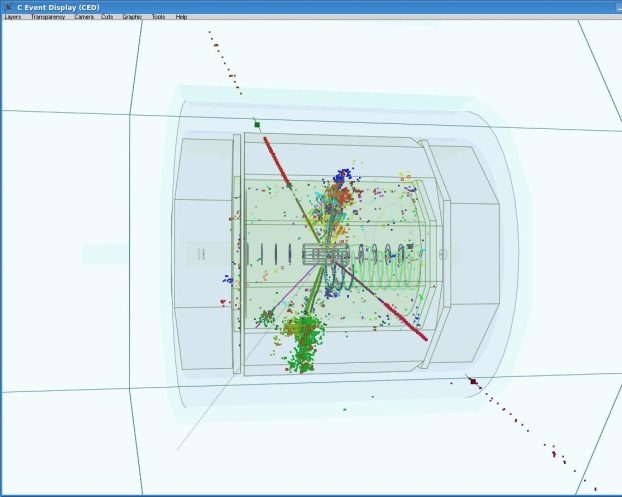 C Event Display (CED)
Layers Transparency Camera Cuts Graphic Tools Help